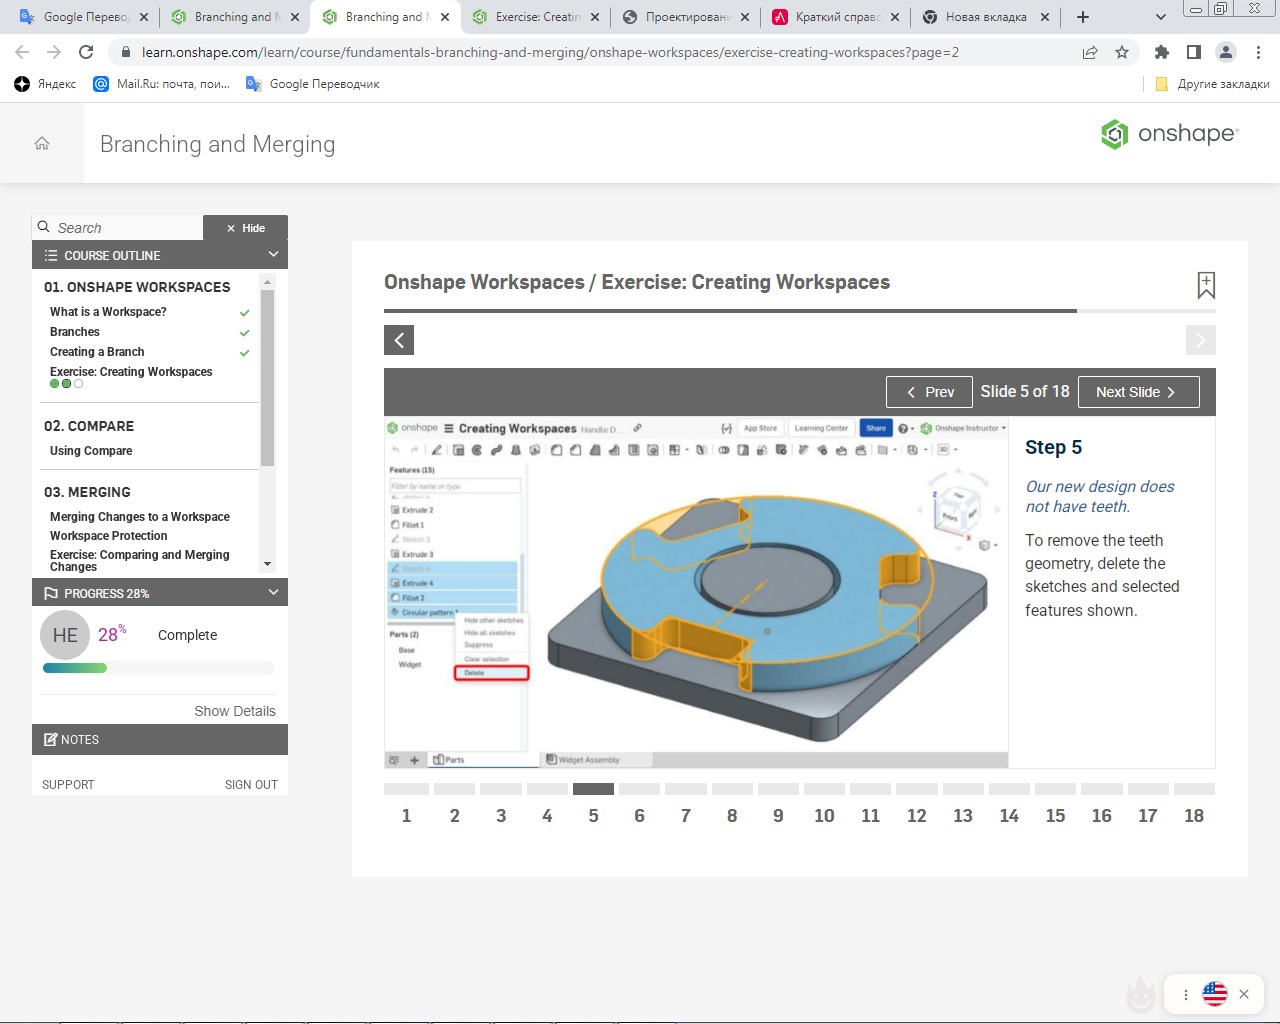 Google Перевод
Branching and M
Branching and M
Exercise: Creatin
Проектировани
Краткий справо
Новая вкладка
learn.onshape.com/learn/course/fundamentals-branching-and-merging/onshape-workspaces/exercise-creating-workspaces?page=2
Яндекс
Mail.Ru: почта, пои...
Google Переводчик
Другие закладки
Branching and Merging
onshape
Search
Hide
COURSE OUTLINE
01. ONSHAPE WORKSPACES
What is a Workspace?
Branches
Creating a Branch
Exercise: Creating Workspaces
02. COMPARE
Using Compare
03. MERGING
Merging Changes to a Workspace
Workspace Protection
Exercise: Comparing and Merging
Changes
PROGRESS 28%
HE
28%
Complete
Show Details
NOTES
SUPPORT
SIGN OUT
Onshape Workspaces / Exercise: Creating Workspaces
Prev
Slide 5 of 18
Next Slide
onshape
Creating Workspaces
Handle D...
App Store
Learning Center
Share
Onshape Instructor
Features (15)
Filter by name or type
Extrude 2
Fillet 1
Sketch 3
Extrude 3
Sketch 4
Extrude 4
Fillet 2
Circular pattern 1
Hide other sketches
Hide all sketches
Suppress
Clear selection
Delete
Parts (2)
Base
Widget
Z
X
Parts
Widget Assembly
Step 5
Our new design does
not have teeth.
To remove the teeth
geometry, delete the
sketches and selected
features shown.
1 2 3 4 5 6 7 8 9 10 11 12 13 14 15 16 17 18